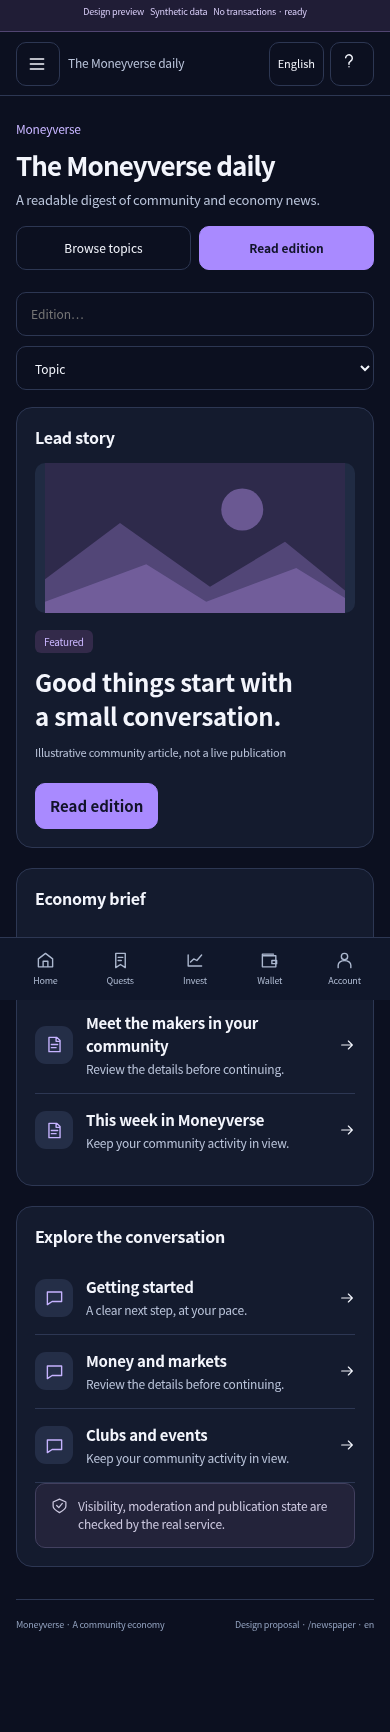 Design preview Synthetic data No transactions · ready
The Moneyverse daily
English
?
Moneyverse
The Moneyverse daily
A readable digest of community and economy news.
Browse topics
Read edition
Edition…
Topic
Lead story
Featured
Good things start with
a small conversation.
Illustrative community article, not a live publication
Read edition
Economy brief
Home
Quests
Invest
Wallet
Account
Meet the makers in your
community
Review the details before continuing.
This week in Moneyverse
Keep your community activity in view.
Explore the conversation
Getting started
A clear next step, at your pace.
Money and markets
Review the details before continuing.
Clubs and events
Keep your community activity in view.
Visibility, moderation and publication state are
checked by the real service.
Moneyverse · A community economy
Design proposal · /newspaper · en